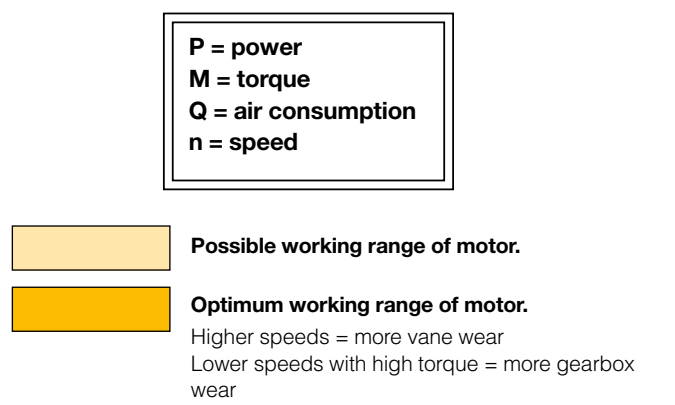 P = power
M = torque
Q = air consumption
n = speed
Possible working range of motor.
Optimum working range of motor.
Higher speeds = more vane wear
Lower speeds with high torque = more gearbox
wear